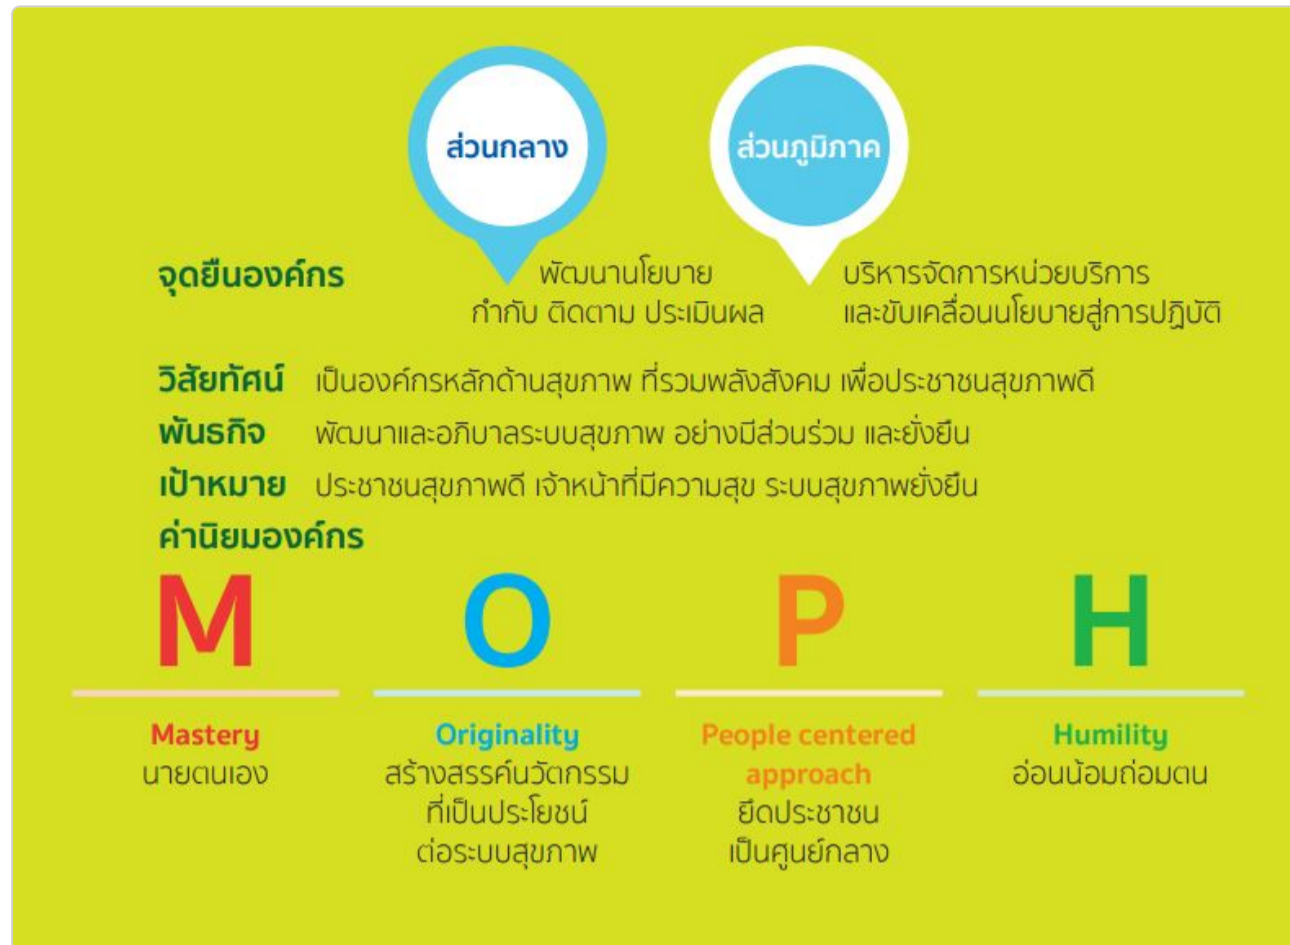 ส่วนกลาง
ส่วนภูมิภาค
จุดยืนองค์กร
พัฒนานโยบาย
กำกับ ติดตาม ประเมินผล
บริหารจัดการหน่วยบริการ
และขับเคลื่อนนโยบายสู่การปฏิบัติ
วิสัยทัศน์ เป็นองค์กรหลักด้านสุขภาพ ที่รวมพลังสังคม เพื่อประชาชนสุขภาพดี
พันธกิจ พัฒนาและอภิบาลระบบสุขภาพ อย่างมีส่วนร่วม และยั่งยืน
เป้าหมาย ประชาชนสุขภาพดี เจ้าหน้าที่มีความสุข ระบบสุขภาพยั่งยืน
ค่านิยมองค์กร
M
O
P
H
Mastery
นายตนเอง
Originality
สร้างสรรค์นวัตกรรม
ที่เป็นประโยชน์
ต่อระบบสุขภาพ
People centered
approach
ยึดประชาชน
เป็นศูนย์กลาง
Humility
อ่อนน้อมถ่อมตน